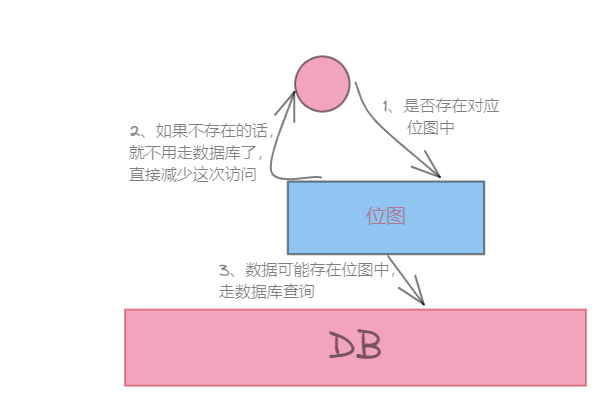 1、是否存在对应
位图中
2、如果不存在的话，
就不用走数据库了，
直接减少这次访问
位图
3、数据可能存在位图中，
走数据库查询
DB